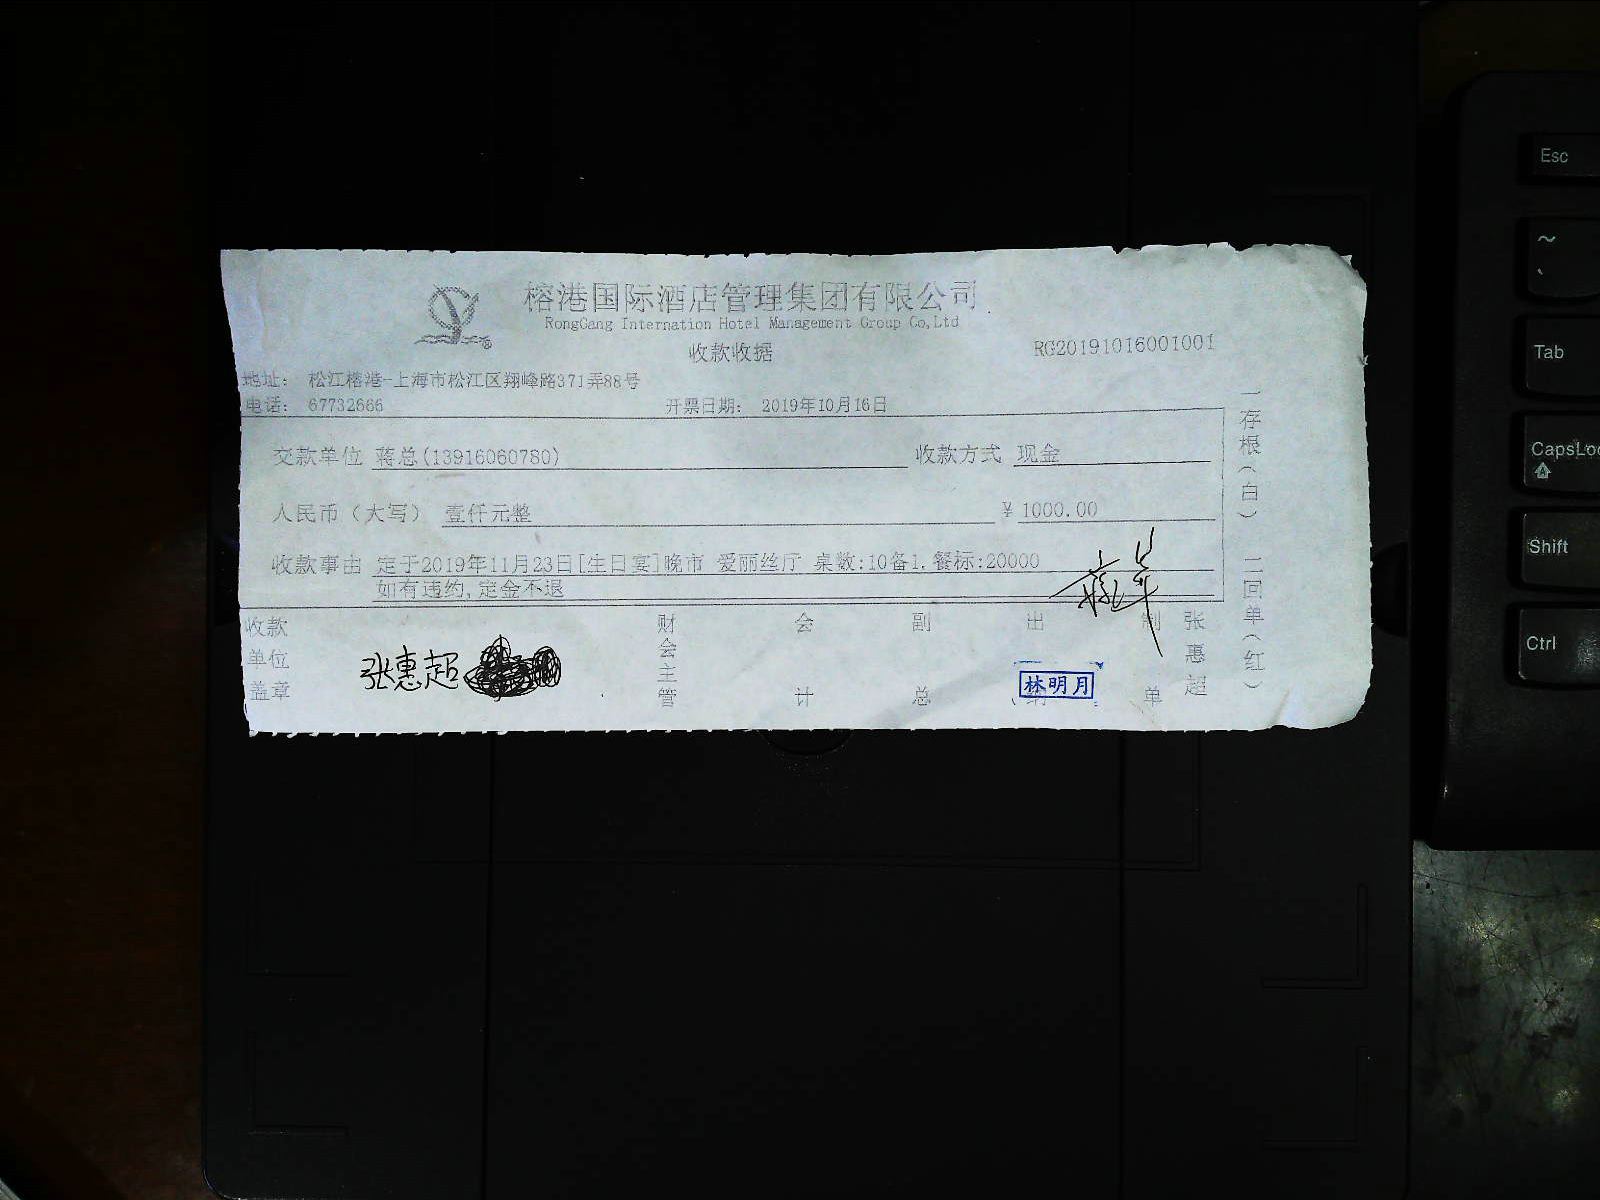 榕港国际酒店管理集团有限公司
RongGang Internation Hotel Management Group Co,Ltd
收款收据
RG20191016001001
地址： 松江榕港-上海市松江区翔峰路371弄88号
电话： 67732666
开票日期： 2019年10月16日
交款单位 蒋总(13916060780) 收款方式 现金
人民币（大写） 壹仟元整 ￥1000.00
收款事由 定于2019年11月23日[生日宴]晚市 爱丽丝厅 桌数:10备1,餐标:20000
如有违约,定金不退
收款单位盖章
张惠超
财会主管
会计
副总
出纳
林明月
制单
张惠超
一存根(白)
二回单(红)
Esc
~
Tab
CapsLoc
Shift
Ctrl